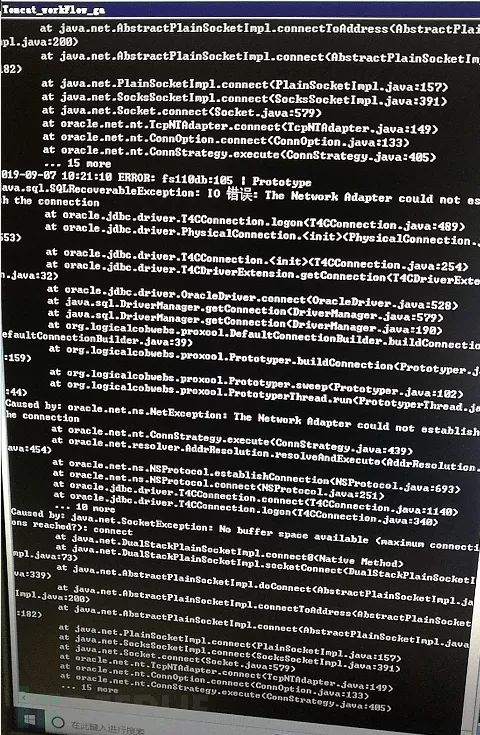 Tomcat_workFlow_ga
at java.net.AbstractPlainSocketImpl.connectToAddress<AbstractPlainSocketI
mpl.java:200>
at java.net.AbstractPlainSocketImpl.connect<AbstractPlainSocketImpl.java:
182>
at java.net.PlainSocketImpl.connect<PlainSocketImpl.java:157>
at java.net.SocksSocketImpl.connect<SocksSocketImpl.java:391>
at java.net.Socket.connect<Socket.java:579>
at oracle.net.nt.TcpNTAdapter.connect<TcpNTAdapter.java:149>
at oracle.net.nt.ConnOption.connect<ConnOption.java:133>
at oracle.net.nt.ConnStrategy.execute<ConnStrategy.java:405>
... 15 more
019-09-07 10:21:10 ERROR: fs110db:105 ! Prototype
ava.sql.SQLRecoverableException: IO 错误: The Network Adapter could not es
h the connection
at oracle.jdbc.driver.T4CConnection.logon<T4CConnection.java:489>
at oracle.jdbc.driver.PhysicalConnection.<init><PhysicalConnection.
553>
at oracle.jdbc.driver.T4CConnection.<init><T4CConnection.java:254>
at oracle.jdbc.driver.T4CDriverExtension.getConnection<T4CDriverExte
n.java:32>
at oracle.jdbc.driver.OracleDriver.connect<OracleDriver.java:528>
at java.sql.DriverManager.getConnection<DriverManager.java:579>
at java.sql.DriverManager.getConnection<DriverManager.java:190>
at org.logicalcobwebs.proxool.DefaultConnectionBuilder.buildConnectio
efaultConnectionBuilder.java:39>
at org.logicalcobwebs.proxool.Prototyper.buildConnection<Prototyper.j
:159>
at org.logicalcobwebs.proxool.Prototyper.sweep<Prototyper.java:102>
at org.logicalcobwebs.proxool.PrototyperThread.run<PrototyperThread.ja
:44>
Caused by: oracle.net.ns.NetException: The Network Adapter could not establish
he connection
at oracle.net.nt.ConnStrategy.execute<ConnStrategy.java:439>
at oracle.net.resolver.AddrResolution.resolveAndExecute<AddrResolution.
ava:454>
at oracle.net.ns.NSProtocol.establishConnection<NSProtocol.java:693>
at oracle.net.ns.NSProtocol.connect<NSProtocol.java:251>
at oracle.jdbc.driver.T4CConnection.connect<T4CConnection.java:1140>
at oracle.jdbc.driver.T4CConnection.logon<T4CConnection.java:340>
... 10 more
Caused by: java.net.SocketException: No buffer space available <maximum connecti
ons reached?>: connect
at java.net.DualStackPlainSocketImpl.connect0<Native Method>
at java.net.DualStackPlainSocketImpl.socketConnect<DualStackPlainSocketI
mpl.java:73>
at java.net.AbstractPlainSocketImpl.doConnect<AbstractPlainSocketImpl.ja
va:339>
at java.net.AbstractPlainSocketImpl.connectToAddress<AbstractPlainSocket
Impl.java:200>
at java.net.AbstractPlainSocketImpl.connect<AbstractPlainSocketImpl.java
:182>
at java.net.PlainSocketImpl.connect<PlainSocketImpl.java:157>
at java.net.SocksSocketImpl.connect<SocksSocketImpl.java:391>
at java.net.Socket.connect<Socket.java:579>
at oracle.net.nt.TcpNTAdapter.connect<TcpNTAdapter.java:149>
at oracle.net.nt.ConnOption.connect<ConnOption.java:133>
at oracle.net.nt.ConnStrategy.execute<ConnStrategy.java:405>
... 15 more
在此键入进行搜索